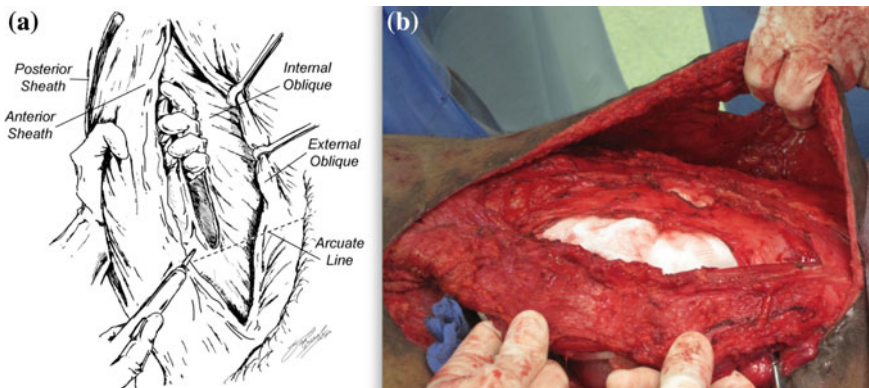 (a)
Posterior
Sheath
Anterior
Sheath
Internal
Oblique
External
Oblique
Arcuate
Line
(b)